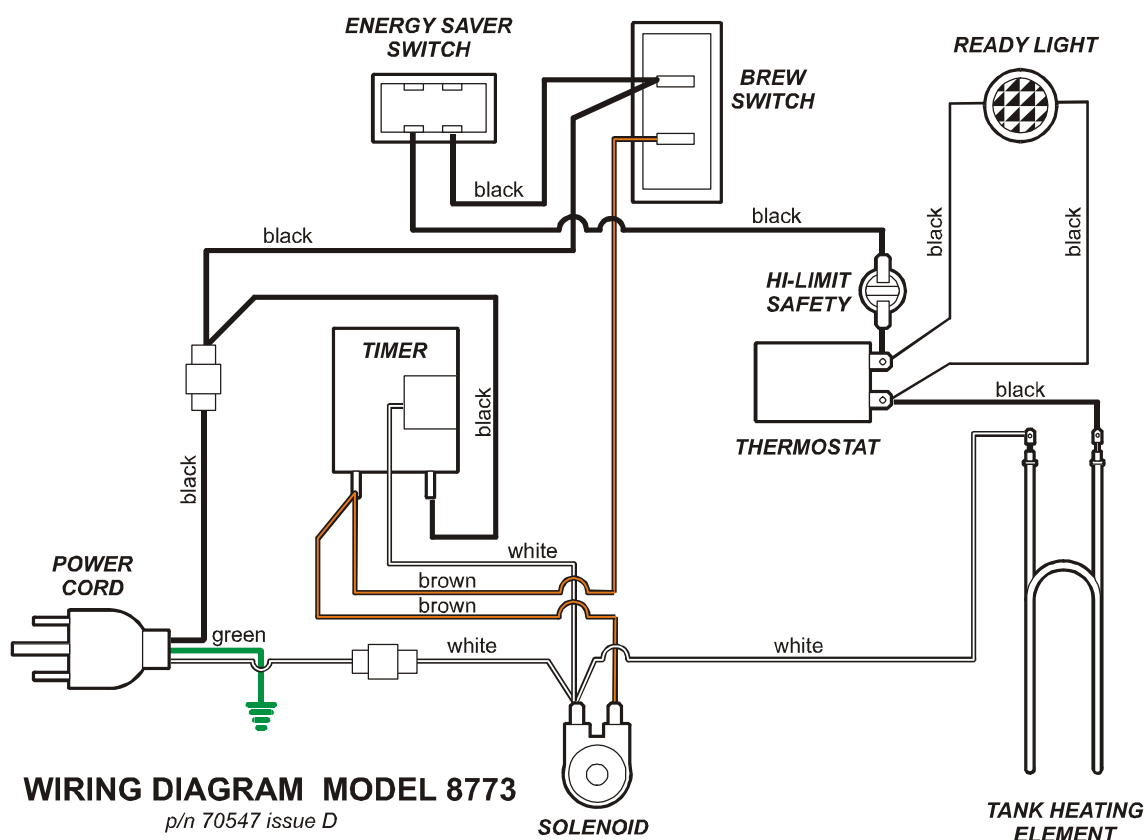 ENERGY SAVER
SWITCH
BREW
SWITCH
READY LIGHT
black
black
black
black
black
HI-LIMIT
SAFETY
TIMER
black
black
THERMOSTAT
black
white
POWER
CORD
brown
brown
green
white
white
WIRING DIAGRAM MODEL 8773
p/n 70547 issue D
SOLENOID
TANK HEATING
ELEMENT